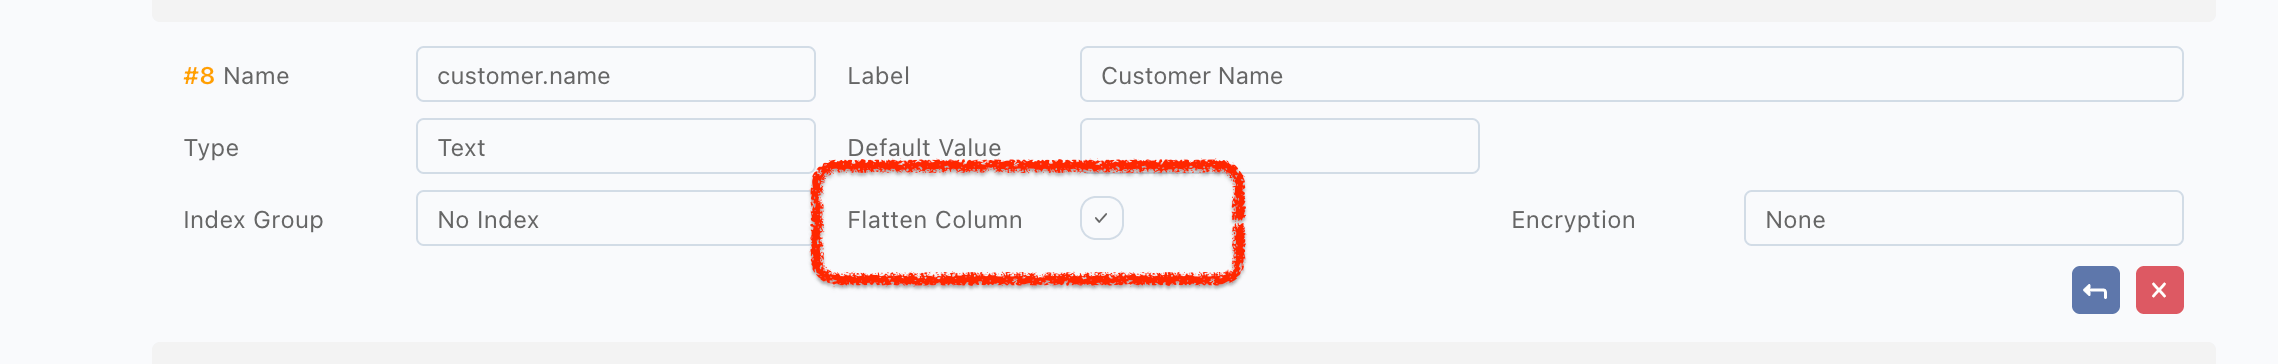 #8 Name customer.name Label Customer Name
Type Text Default Value
Index Group No Index Flatten Column Encryption None